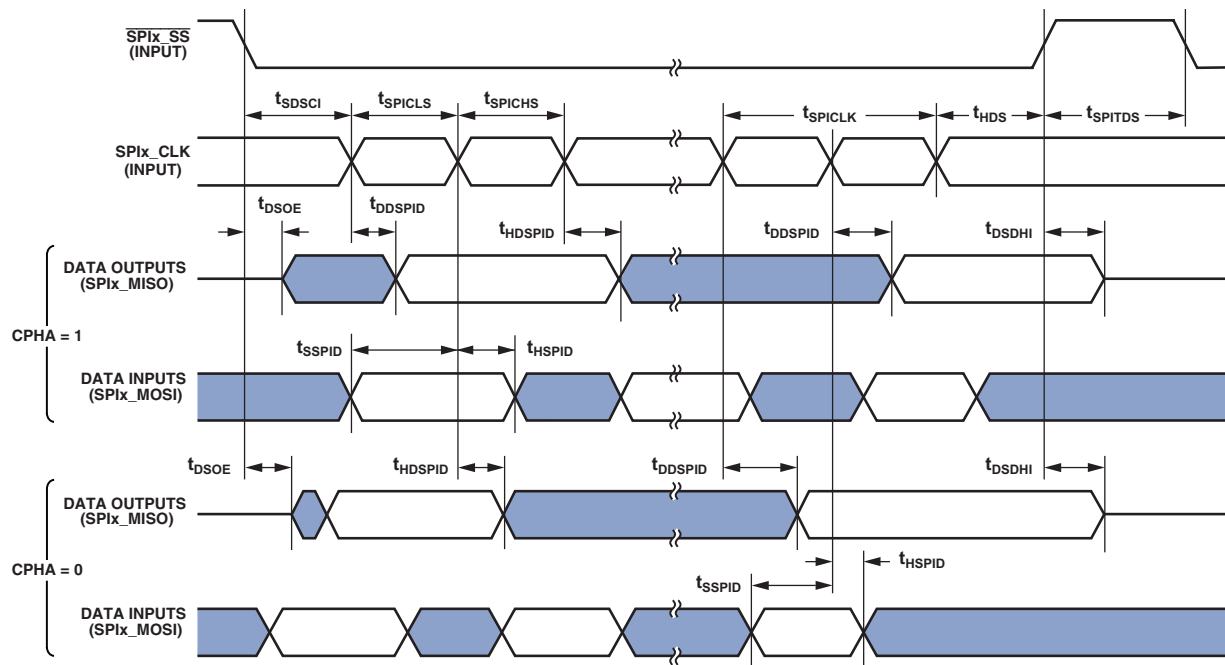 SPIx_SS
(INPUT)
tSDSCI
tSPICLS
tSPICHS
tSPICLK
tHDS
tSPITDS
SPIx_CLK
(INPUT)
tDSOE
tDDSPID
tHDSPID
tDDSPID
tDSDHI
DATA OUTPUTS
(SPIx_MISO)
CPHA = 1
tSSPID
tHSPID
DATA INPUTS
(SPIx_MOSI)
tDSOE
tHDSPID
tDDSPID
tDSDHI
DATA OUTPUTS
(SPIx_MISO)
CPHA = 0
tHSPID
tSSPID
DATA INPUTS
(SPIx_MOSI)